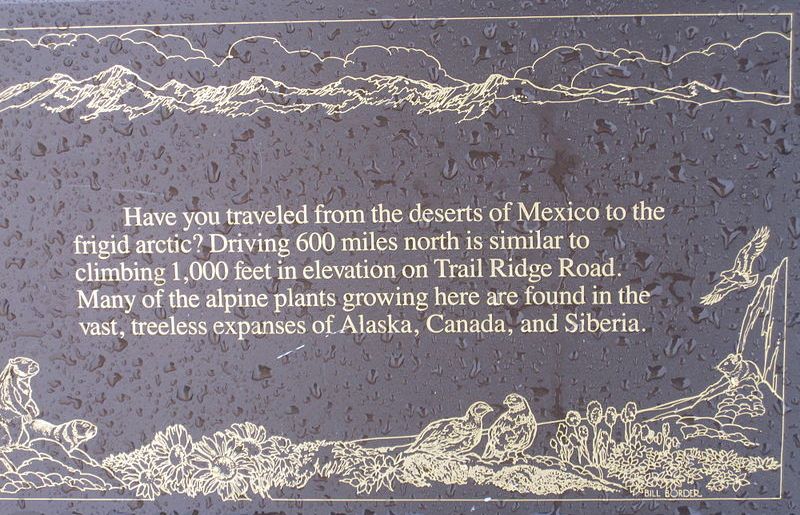 Have you traveled from the deserts of Mexico to the
frigid arctic? Driving 600 miles north is similar to
climbing 1,000 feet in elevation on Trail Ridge Road.
Many of the alpine plants growing here are found in the
vast, treeless expanses of Alaska, Canada, and Siberia.
BILL BORDER